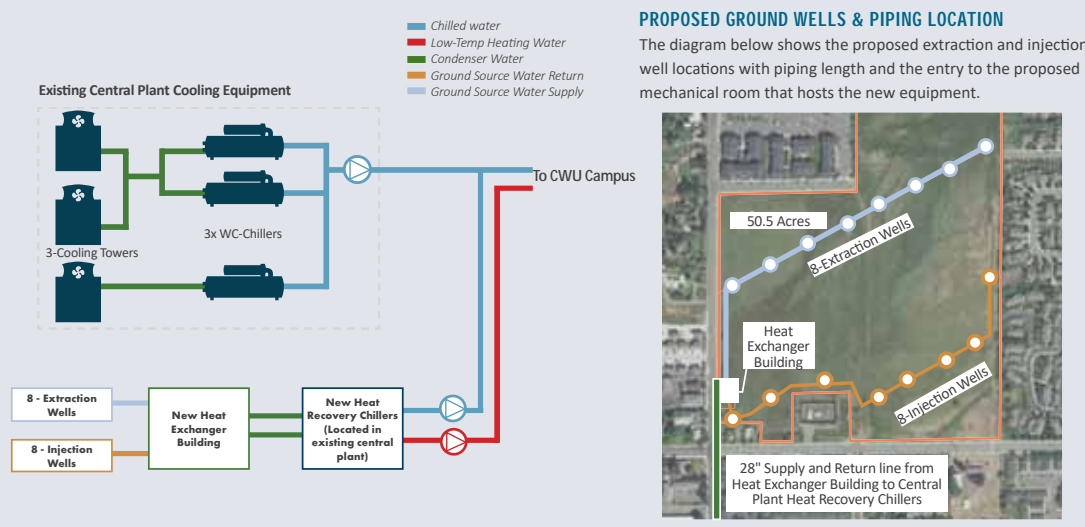 Chilled water
Low-Temp Heating Water
Condenser Water
Ground Source Water Return
Ground Source Water Supply
Existing Central Plant Cooling Equipment
3-Cooling Towers
3x WC-Chillers
To CWU Campus
8 - Extraction
Wells
8 - Injection
Wells
New Heat
Exchanger
Building
New Heat
Recovery Chillers
(Located in
existing central
plant)
PROPOSED GROUND WELLS & PIPING LOCATION
The diagram below shows the proposed extraction and injection
well locations with piping length and the entry to the proposed
mechanical room that hosts the new equipment.
50.5 Acres
8-Extraction Wells
Heat
Exchanger
Building
8-Injection Wells
28" Supply and Return line from
Heat Exchanger Building to Central
Plant Heat Recovery Chillers